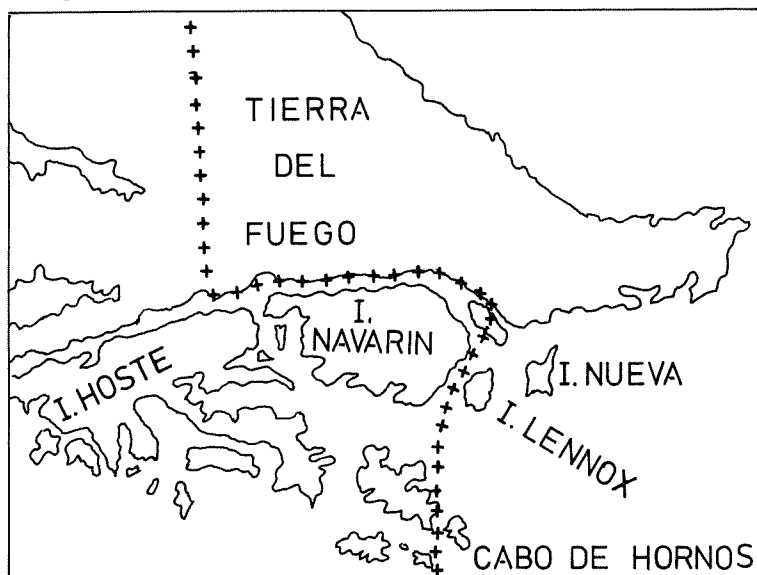 TIERRA
DEL
FUEGO
I.
NAVARIN
I. HOSTE
I. NUEVA
I. LENNOX
CABO DE HORNOS